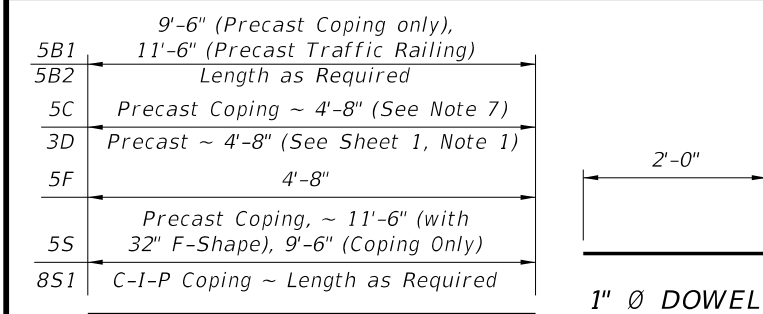 9'-6" (Precast Coping only),
5B1 11'-6" (Precast Traffic Railing)
5B2 Length as Required
5C Precast Coping ~ 4'-8" (See Note 7)
3D Precast ~ 4'-8" (See Sheet 1, Note 1)
2'-0"
5F 4'-8"
Precast Coping, ~ 11'-6" (with
5S 32" F-Shape), 9'-6" (Coping Only)
8S1 C-I-P Coping ~ Length as Required
1" Ø DOWEL